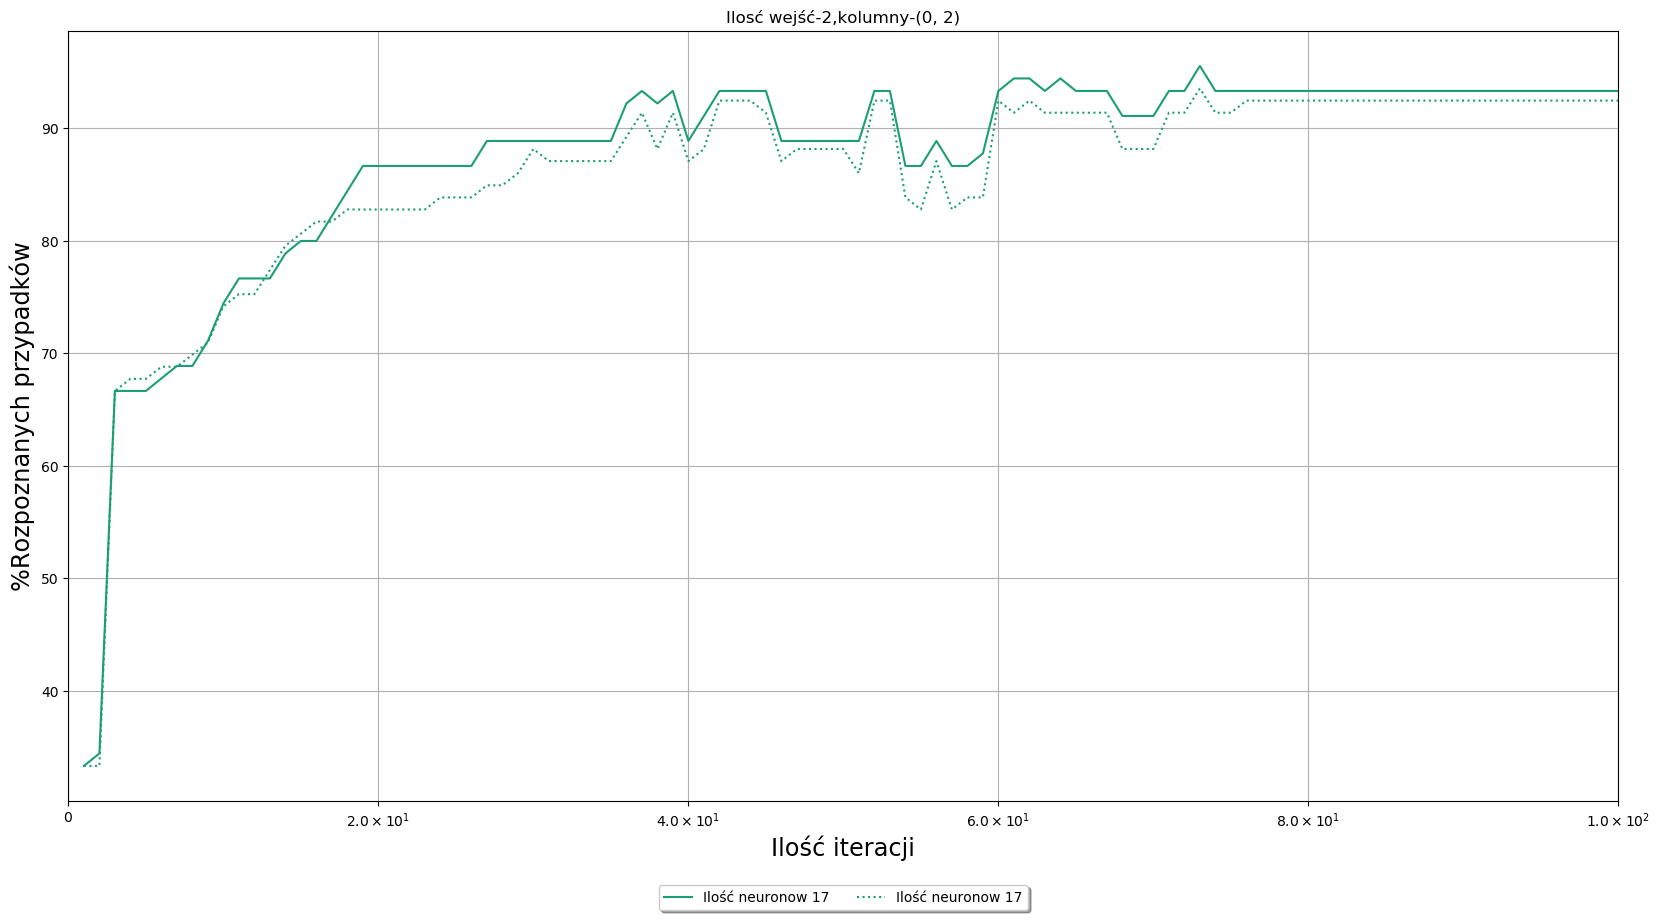 Ilosć wejść-2,kolumny-(0, 2)
%Rozpoznanych przypadków
90
80
70
60
50
40
0
2.0 × 10¹
4.0 × 10¹
6.0 × 10¹
8.0 × 10¹
1.0 × 10²
Ilość iteracji
Ilość neuronow 17
Ilość neuronow 17